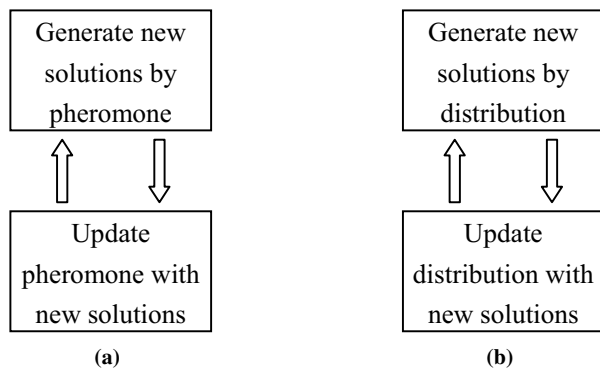 Generate new
solutions by
pheromone
Update
pheromone with
new solutions
(a)
Generate new
solutions by
distribution
Update
distribution with
new solutions
(b)